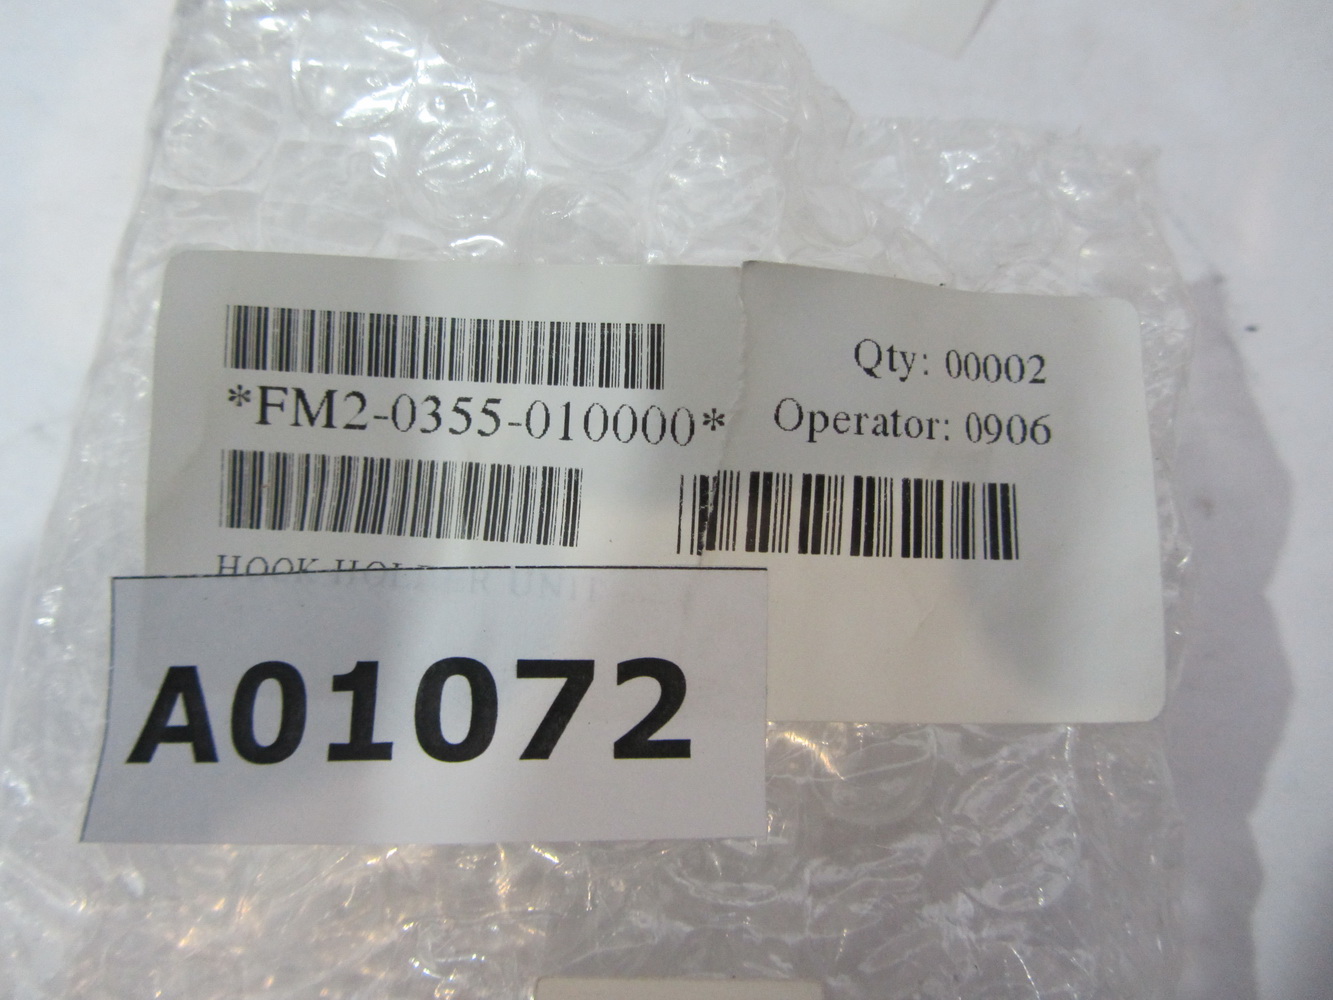 *FM2-0355-010000*
Qty: 00002
Operator: 0906
HOOK HOLDER UNIT
A01072